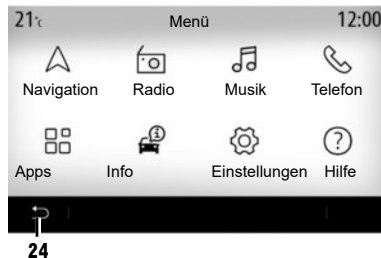 21°c Menü 12:00
Navigation Radio Musik Telefon
Apps Info Einstellungen Hilfe
24